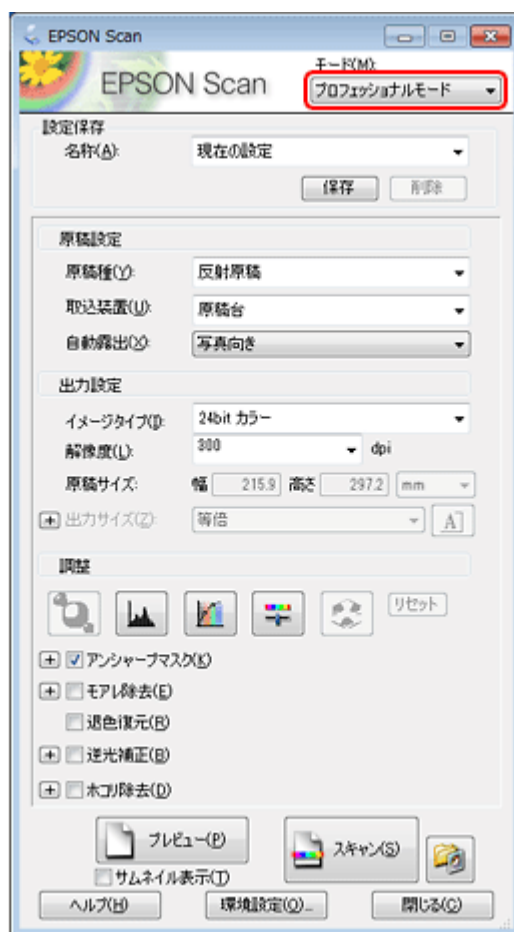 EPSON Scan
EPSON Scan
モード(M):
プロフェッショナルモード
設定保存
名称(A):
現在の設定
保存
削除
原稿設定
原稿種(Y):
反射原稿
取込装置(U):
原稿台
自動露出(X):
写真向き
出力設定
イメージタイプ(I):
24bit カラー
解像度(L):
300
dpi
原稿サイズ:
幅 215.9 高さ 297.2 mm
出力サイズ(Z):
等倍
A
調整
リセット
アンシャープマスク(K)
モアレ除去(E)
退色復元(R)
逆光補正(B)
ホコリ除去(D)
プレビュー(P)
スキャン(S)
サムネイル表示(T)
ヘルプ(H)
環境設定(O)...
閉じる(C)